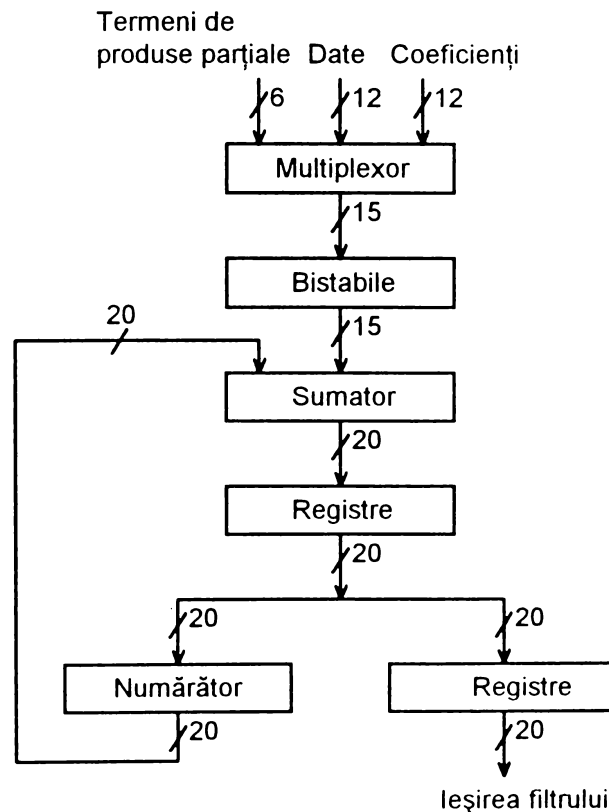 Termeni de
produse parțiale Date Coeficienți
6 12 12
Multiplexor
15
Bistabile
20 15
Sumator
20
Registre
20
20 20
Numărător Registre
20 20
Ieşirea filtrului